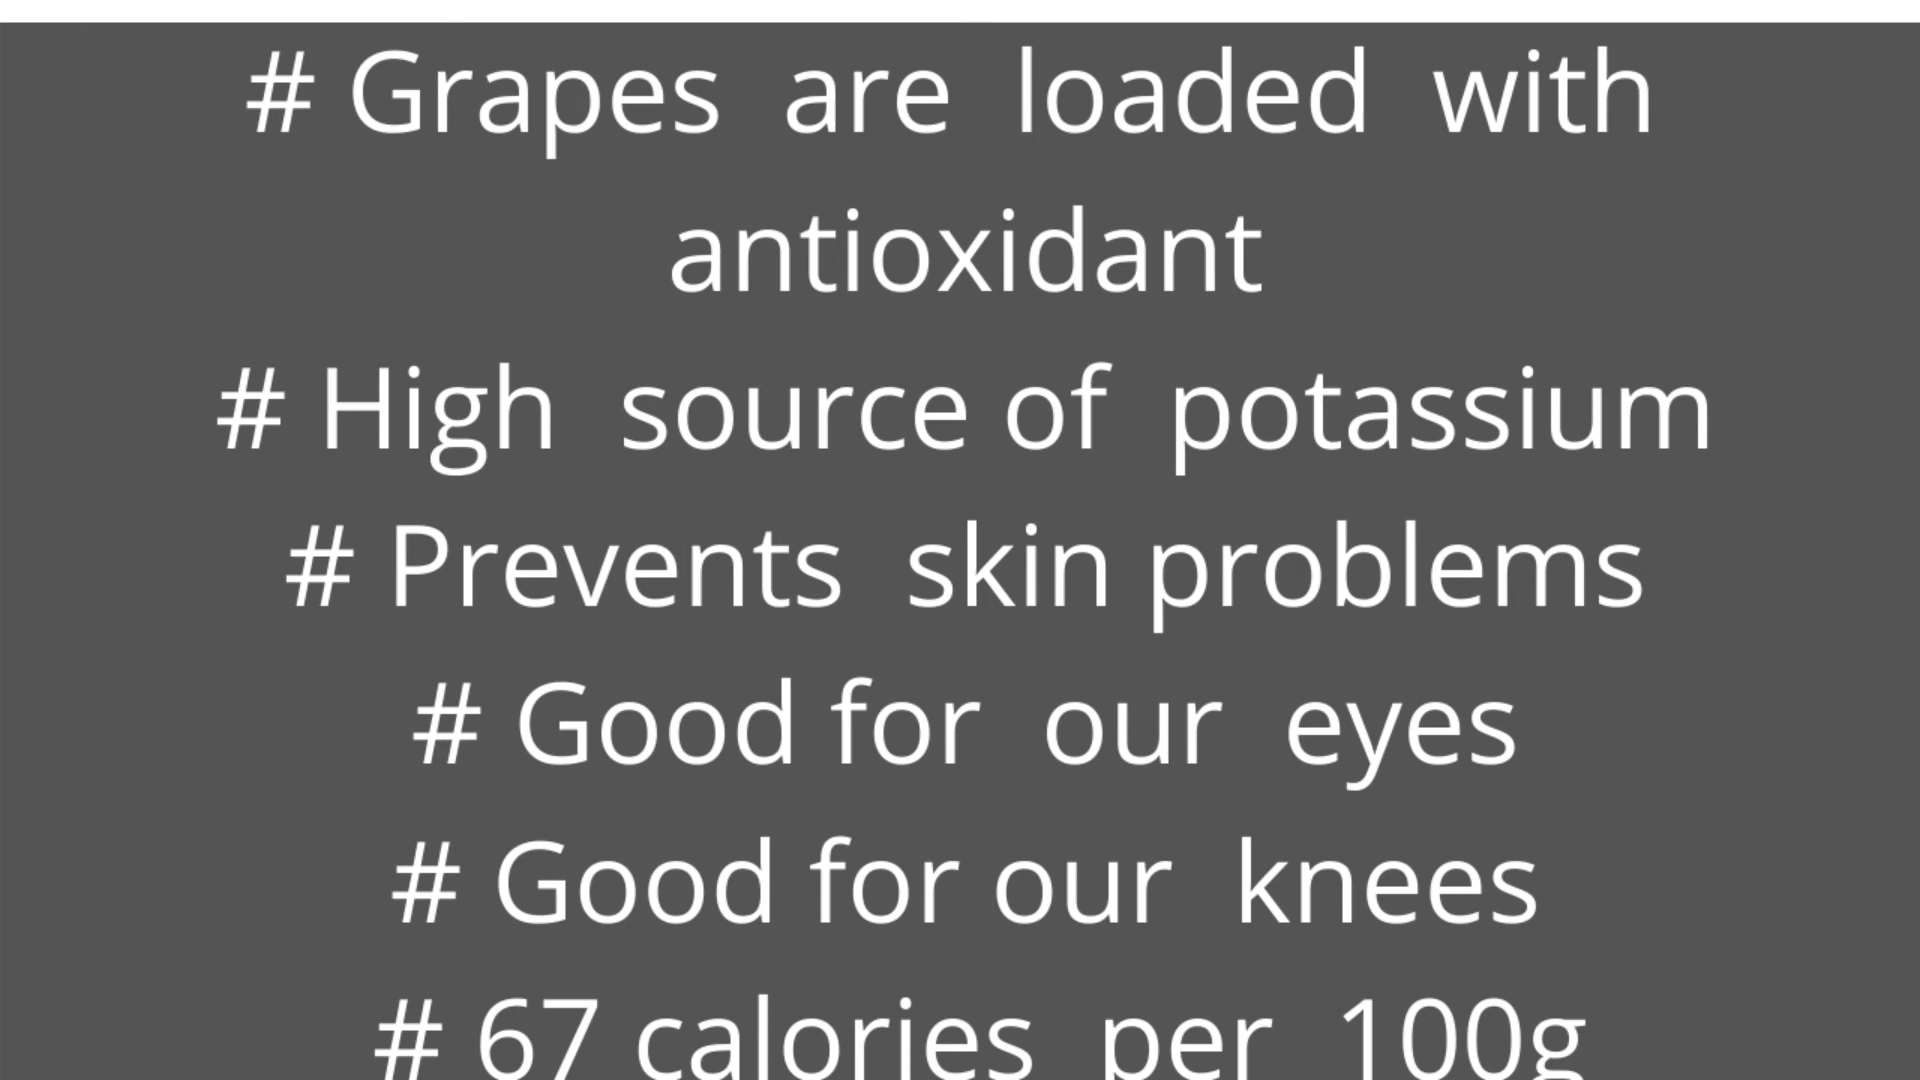 # Grapes are loaded with
antioxidant
# High source of potassium
# Prevents skin problems
# Good for our eyes
# Good for our knees
# 67 calories per 100g